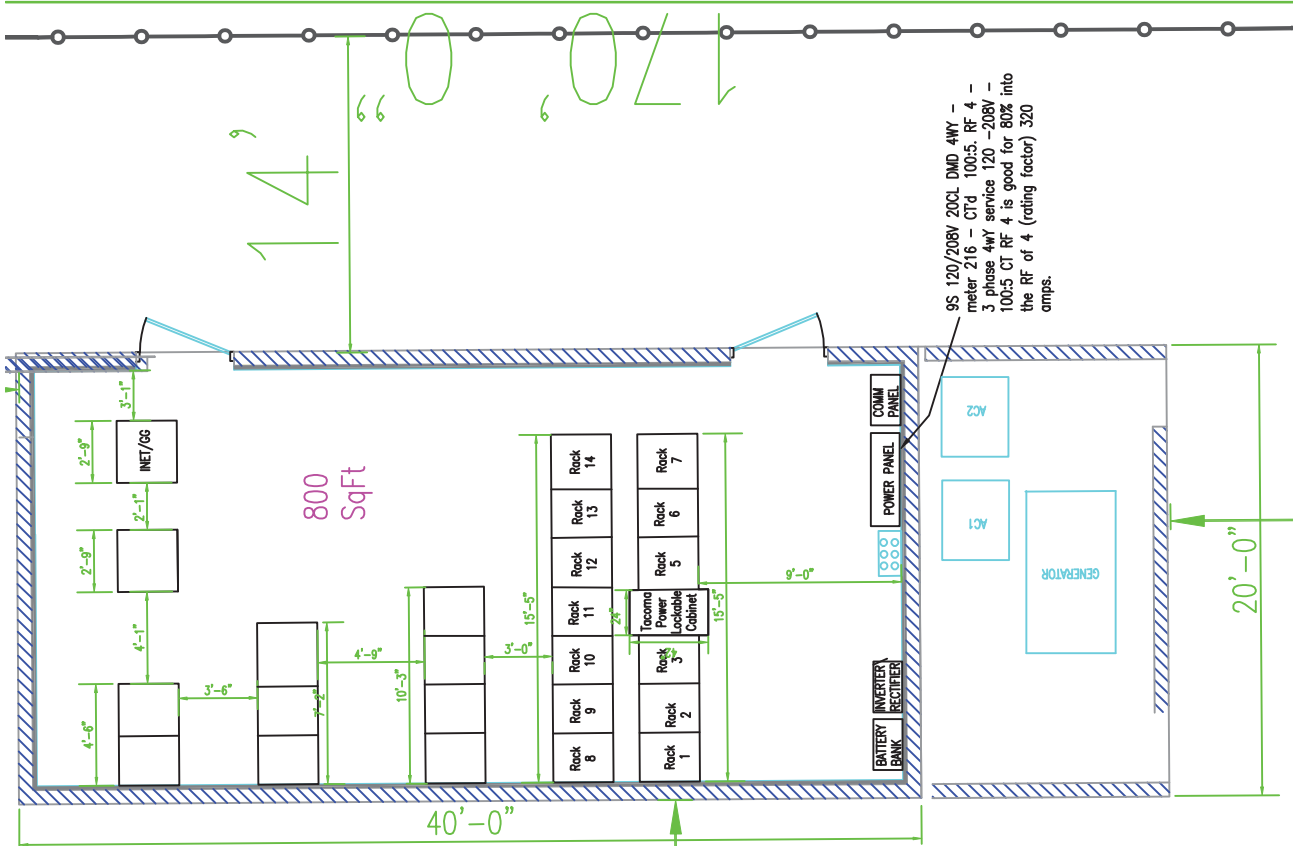 170'
00"
14'
9S 120/208V 20CL DMD 4WY –
meter 216 – CT'd 100:5. RF 4 –
3 phase 4wY service 120 –208V –
100:5 CT RF 4 is good for 80% into
the RF of 4 (rating factor) 320
amps.
3'-1"
2'-9"
INET/GG
2'-1"
2'-9"
4'-1"
4'-6"
3'-6"
7'-2"
4'-9"
10'-3"
3'-0"
15'-5"
15'-5"
9'-0"
800
SqFt
Rack
14
Rack
13
Rack
12
Rack
11
Rack
10
Rack
9
Rack
8
Rack
7
Rack
6
Rack
5
Tacoma
Power
Lockable
Cabinet
24"
42"
Rack
3
Rack
2
Rack
1
COMM
PANEL
POWER PANEL
INVERTER\
RECTIFIER
BATTERY
BANK
AC2
AC1
GENERATOR
20'-0"
40'-0"